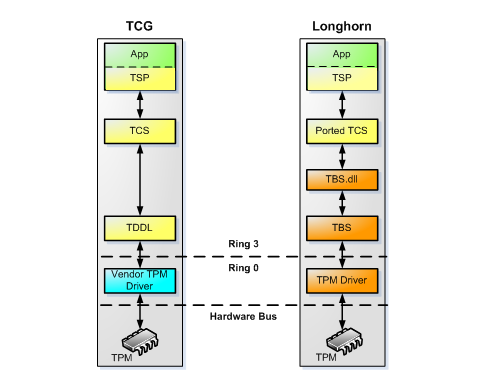 TCG
Longhorn
App
TSP
TCS
TDDL
Vendor TPM
Driver
TPM
App
TSP
Ported TCS
TBS.dll
TBS
TPM Driver
TPM
Ring 3
Ring 0
Hardware Bus